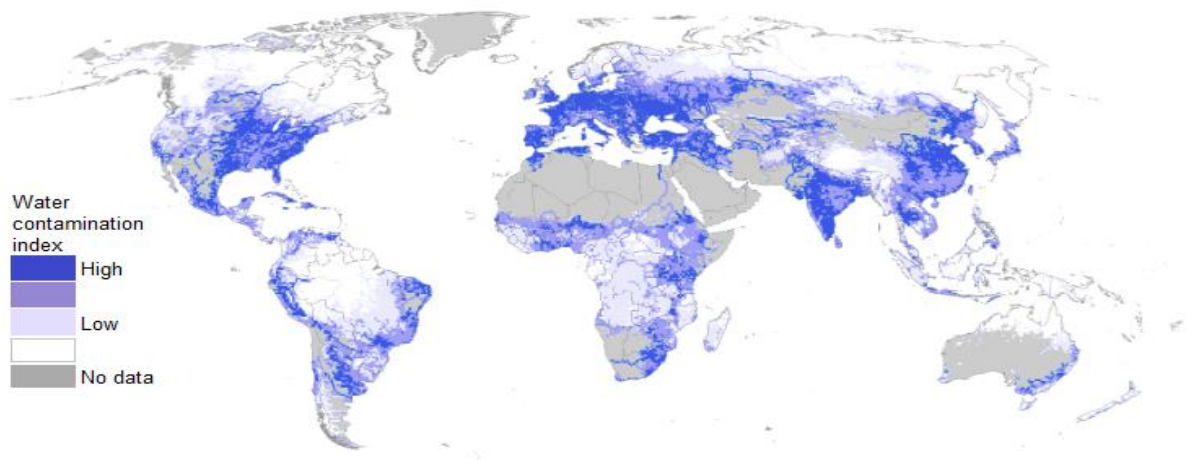 Water
contamination
index
High
Low
No data